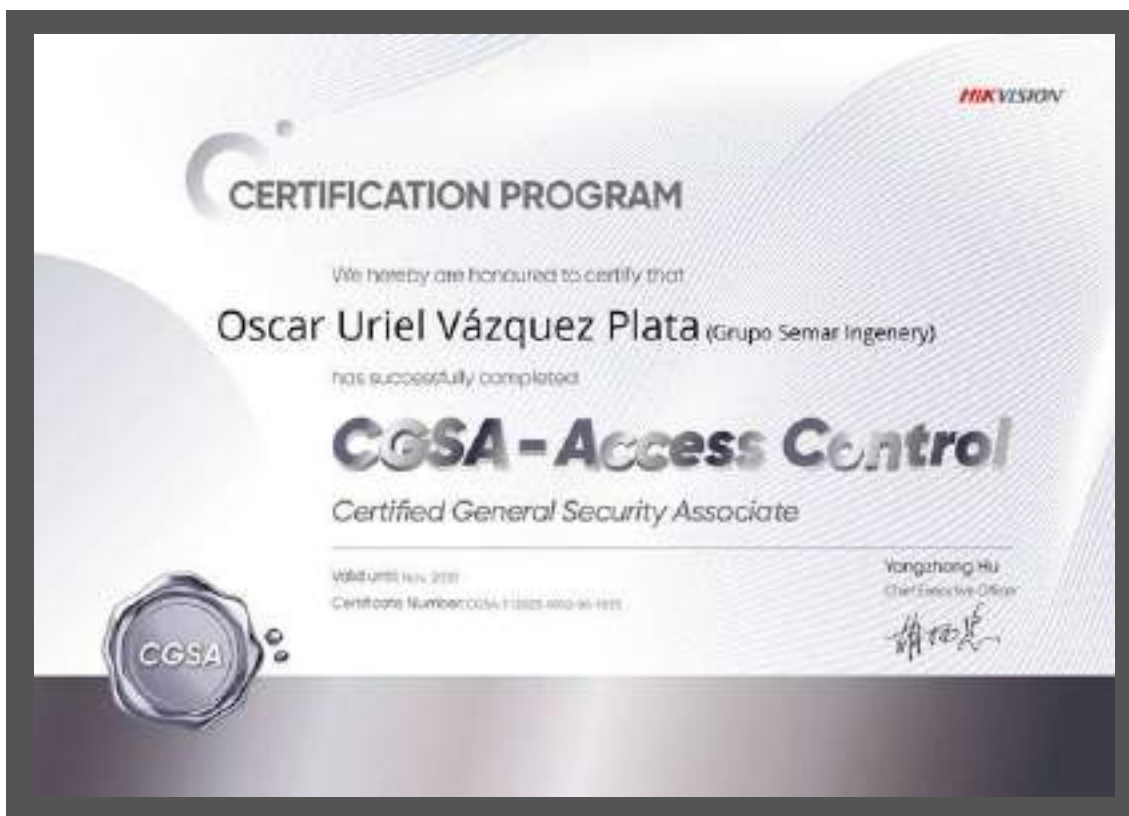 HIKVISION
CERTIFICATION PROGRAM
We hereby are honoured to certify that
Oscar Uriel Vázquez Plata (Grupo Semar Ingenery)
has successfully completed
CGSA - Access Control
Certified General Security Associate
Valid until Nov,
Certificate Number:
Yongzhong Hu
Chief Executive Officer
CGSA